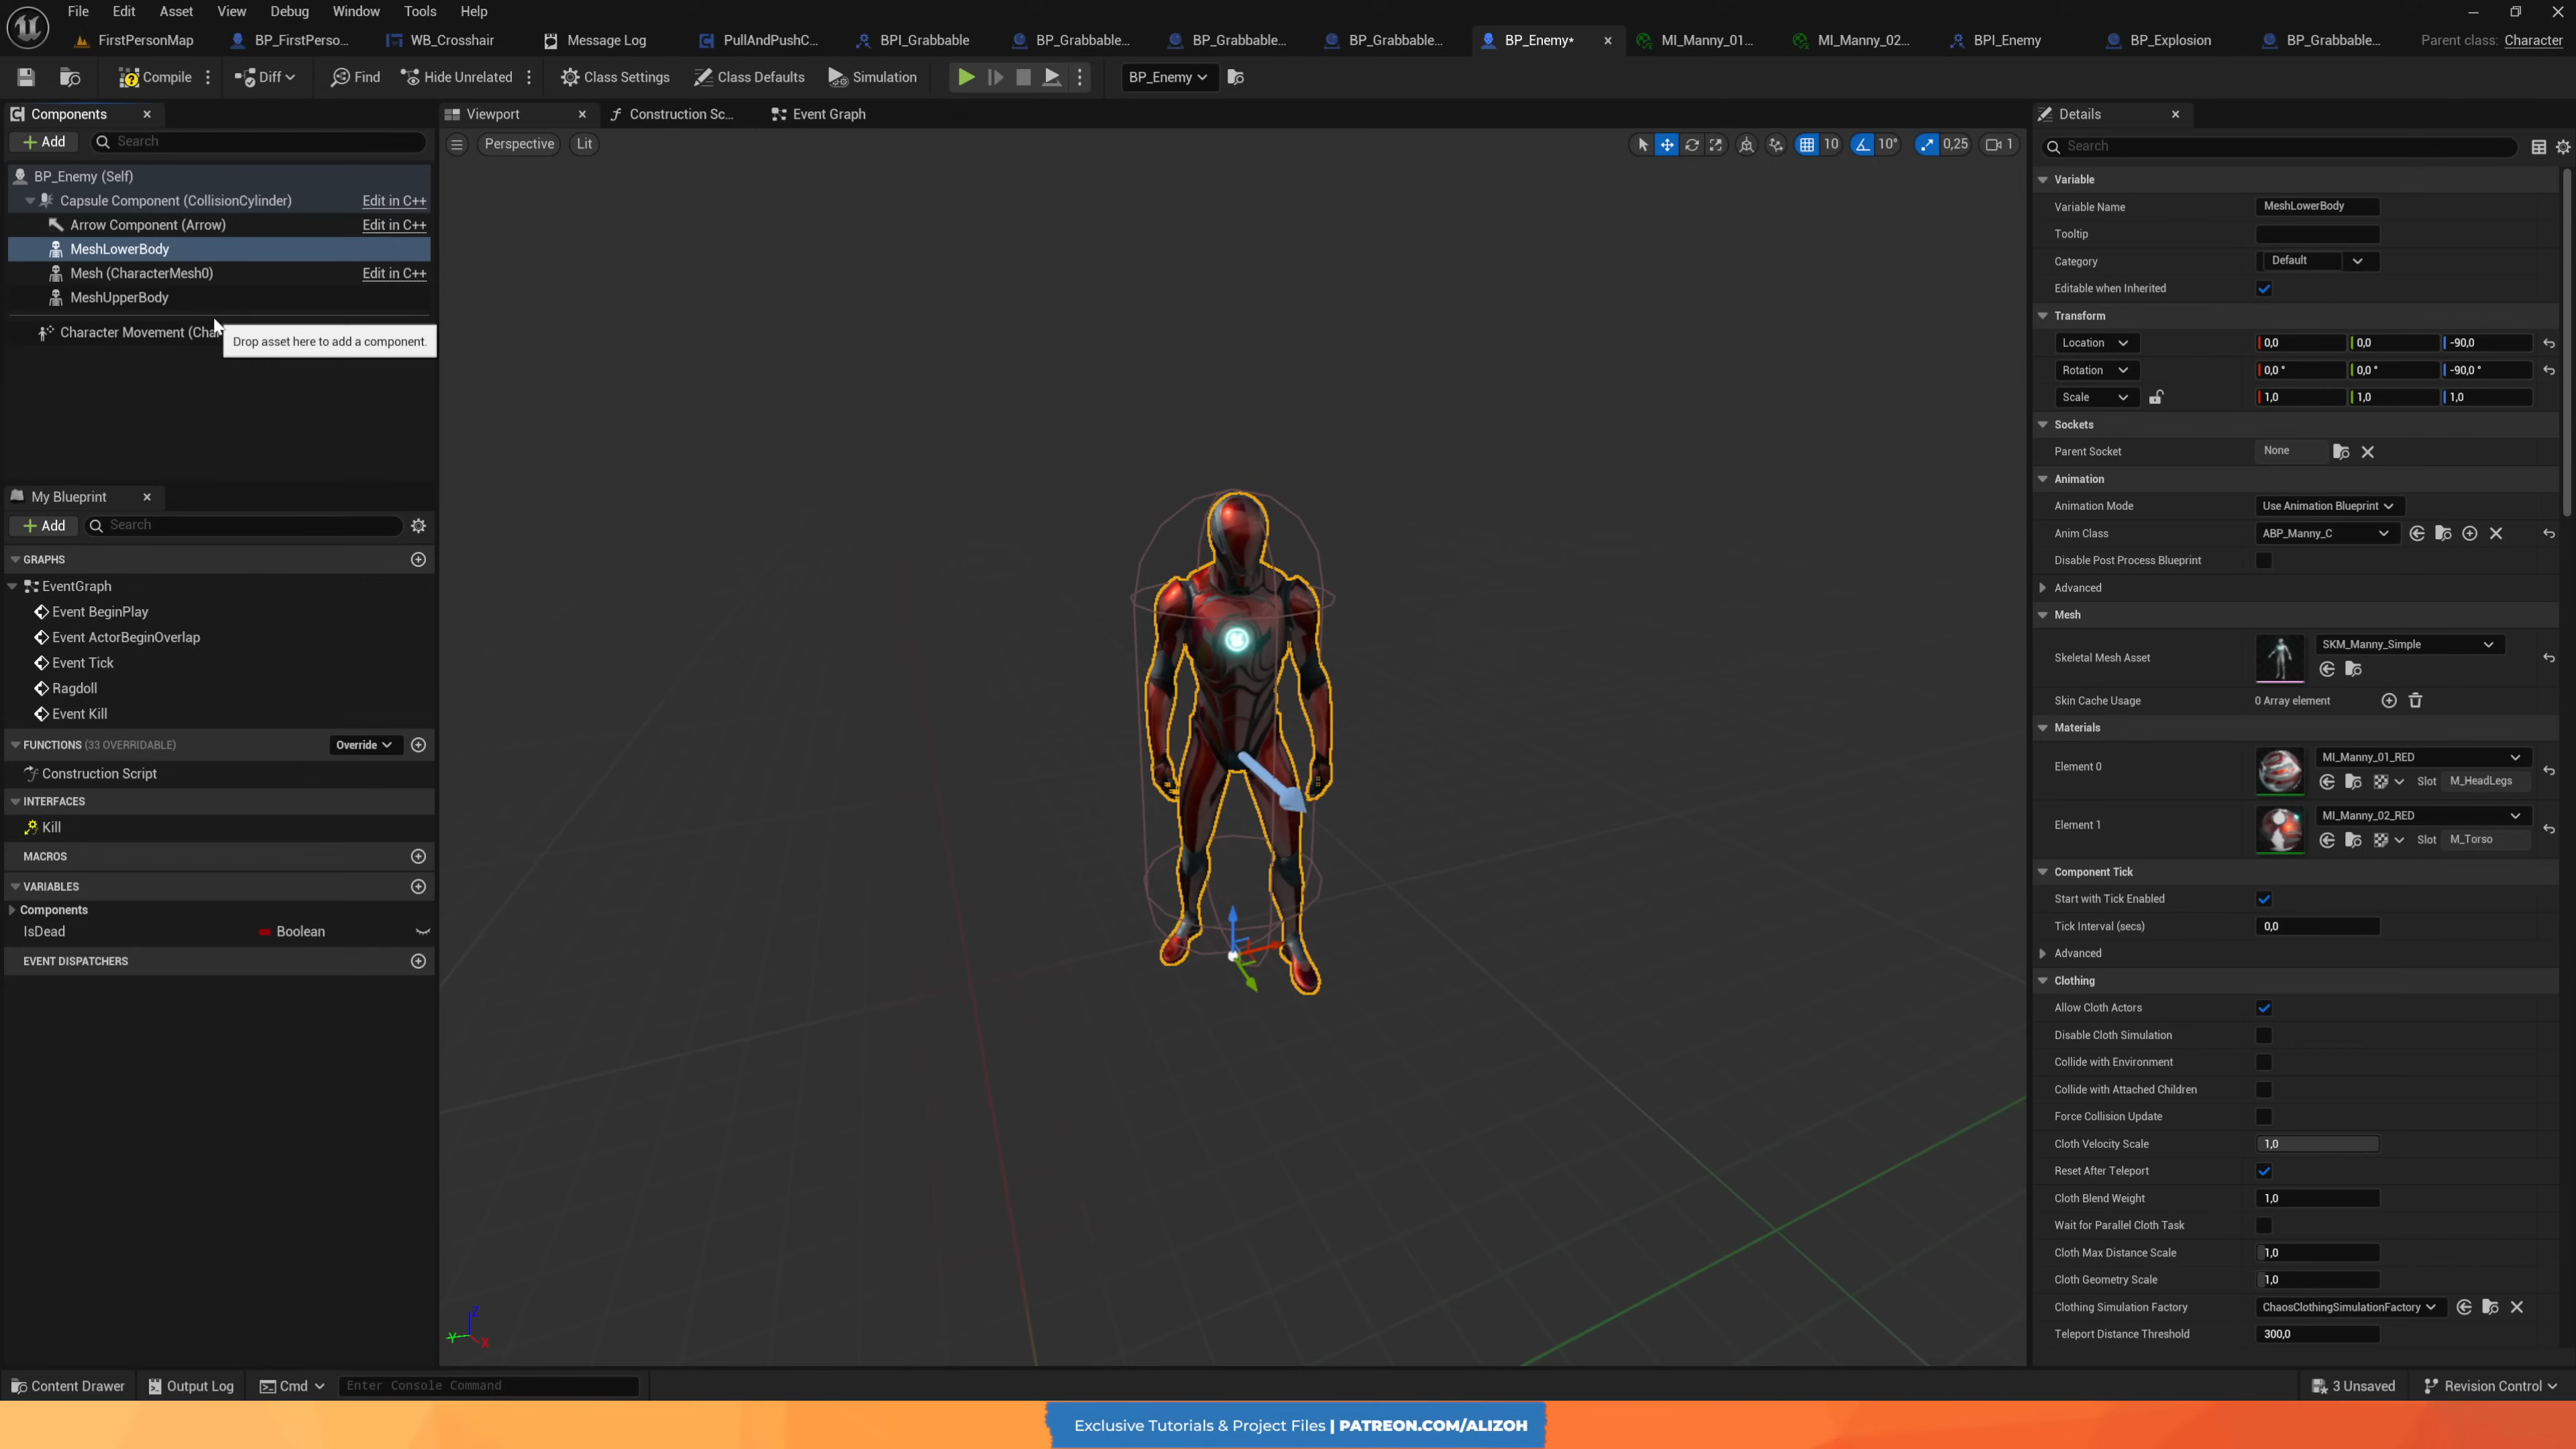 File Edit Asset View Debug Window Tools Help
FirstPersonMap BP_FirstPerso... WB_Crosshair Message Log PullAndPushC... BPI_Grabbable BP_Grabbable... BP_Grabbable... BP_Grabbable... BP_Enemy* MI_Manny_01... MI_Manny_02... BPI_Enemy BP_Explosion BP_Grabbable... Parent class: Character
Compile Diff Find Hide Unrelated Class Settings Class Defaults Simulation BP_Enemy
Components
Add Search
BP_Enemy (Self)
Capsule Component (CollisionCylinder) Edit in C++
Arrow Component (Arrow) Edit in C++
MeshLowerBody
Mesh (CharacterMesh0) Edit in C++
MeshUpperBody
Character Movement (Cha
Drop asset here to add a component.
My Blueprint
Add Search
GRAPHS
EventGraph
Event BeginPlay
Event ActorBeginOverlap
Event Tick
Ragdoll
Event Kill
FUNCTIONS (33 OVERRIDABLE) Override
Construction Script
INTERFACES
Kill
MACROS
VARIABLES
Components
IsDead Boolean
EVENT DISPATCHERS
Viewport Construction Sc... Event Graph
Perspective Lit 10 10° 0,25 1
Z
Y
X
Details
Search
Variable
Variable Name MeshLowerBody
Tooltip
Category Default
Editable when Inherited
Transform
Location 0,0 0,0 -90,0
Rotation 0,0 ° 0,0 ° -90,0 °
Scale 1,0 1,0 1,0
Sockets
Parent Socket None
Animation
Animation Mode Use Animation Blueprint
Anim Class ABP_Manny_C
Disable Post Process Blueprint
Advanced
Mesh
Skeletal Mesh Asset SKM_Manny_Simple
Skin Cache Usage 0 Array element
Materials
Element 0 MI_Manny_01_RED
Slot M_HeadLegs
Element 1 MI_Manny_02_RED
Slot M_Torso
Component Tick
Start with Tick Enabled
Tick Interval (secs) 0,0
Advanced
Clothing
Allow Cloth Actors
Disable Cloth Simulation
Collide with Environment
Collide with Attached Children
Force Collision Update
Cloth Velocity Scale 1,0
Reset After Teleport
Cloth Blend Weight 1,0
Wait for Parallel Cloth Task
Cloth Max Distance Scale 1,0
Cloth Geometry Scale 1,0
Clothing Simulation Factory ChaosClothingSimulationFactory
Teleport Distance Threshold 300,0
Content Drawer Output Log Cmd Enter Console Command 3 Unsaved Revision Control
Exclusive Tutorials & Project Files | PATREON.COM/ALIZOH